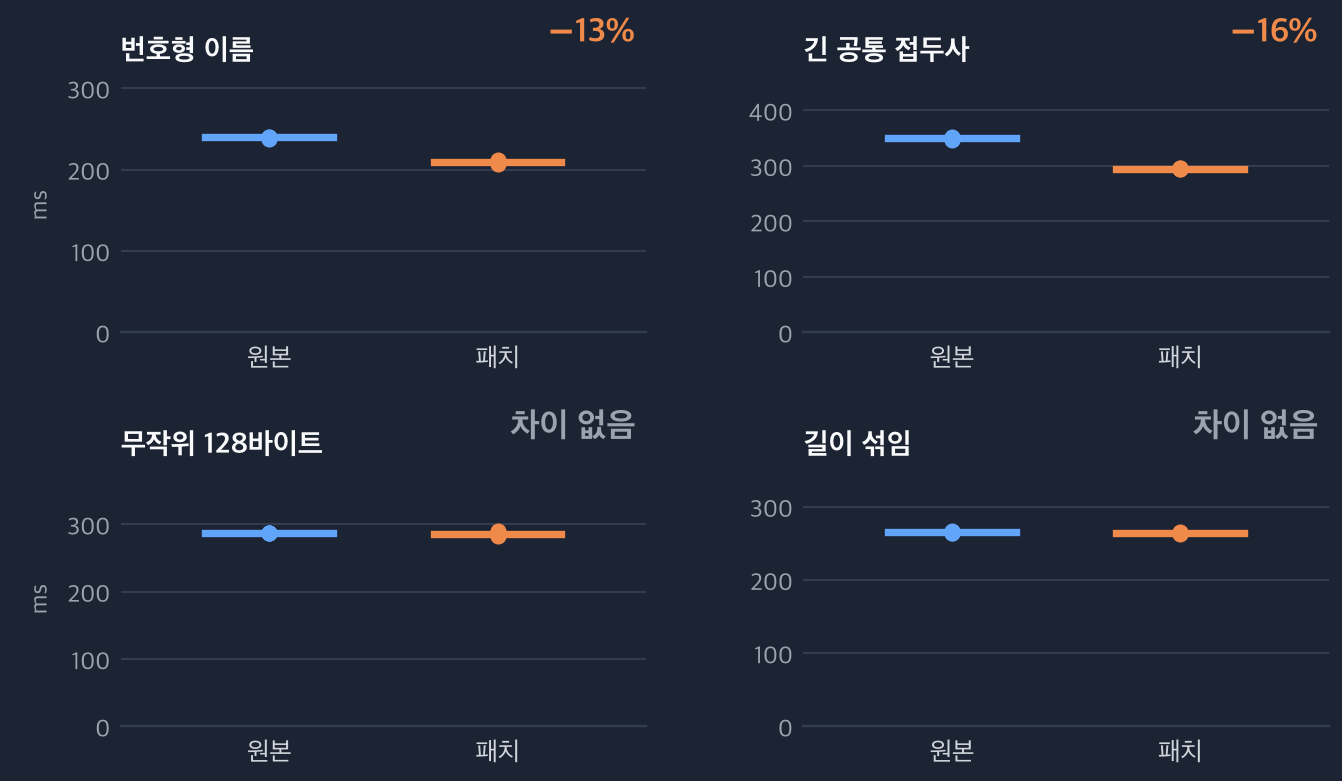 번호형 이름
−13%
300
200
100
0
ms
원본
패치
긴 공통 접두사
−16%
400
300
200
100
0
원본
패치
무작위 128바이트
차이 없음
300
200
100
0
ms
원본
패치
길이 섞임
차이 없음
300
200
100
0
원본
패치